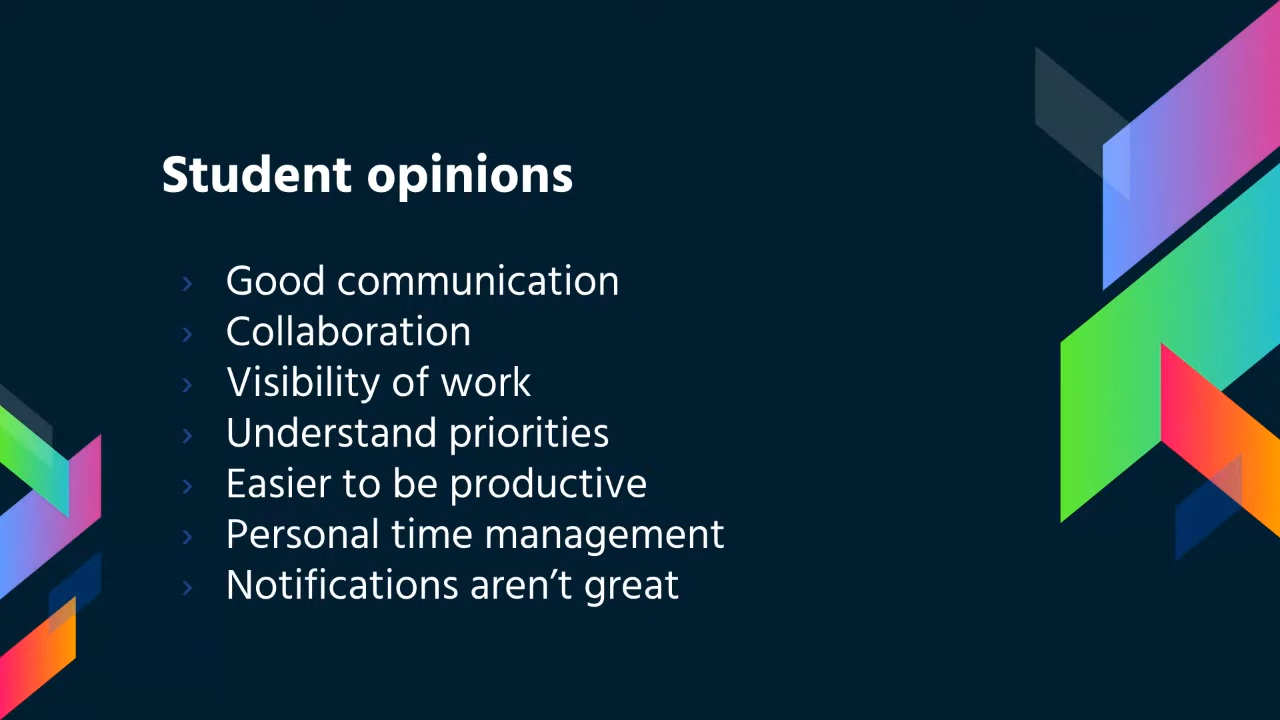 Student opinions
› Good communication
› Collaboration
› Visibility of work
› Understand priorities
› Easier to be productive
› Personal time management
› Notifications aren’t great